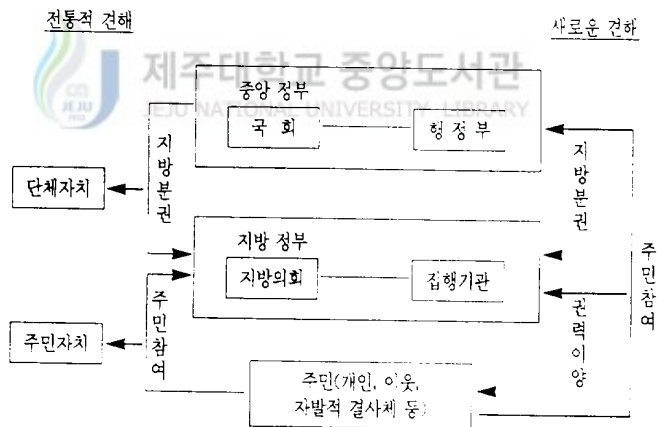 전통적 견해
새로운 견해
제주대학교 중앙도서관
JEJU NATIONAL UNIVERSITY LIBRARY
JEJU
1952
중앙 정부
국 회
행 정 부
지방분권
지방분권
단체자치
지방 정부
지방의회
집행기관
주민참여
주민참여
권력이양
주민자치
주민(개인, 이웃,
자발적 결사체 등)